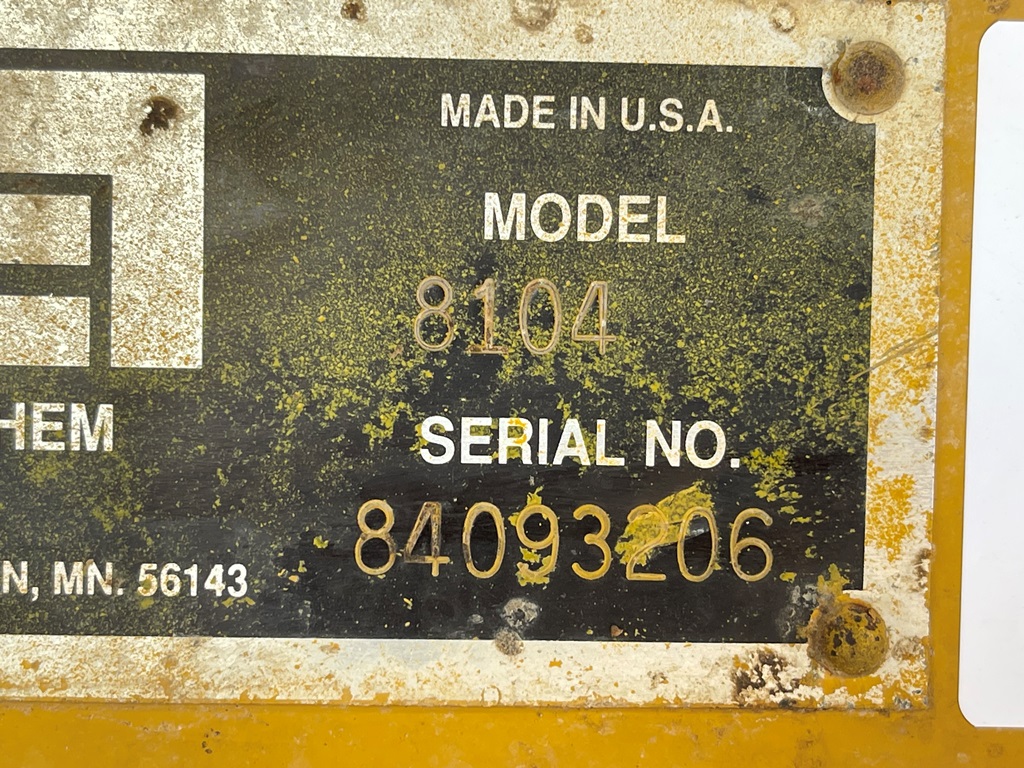 MADE IN U.S.A.
MODEL
8104
HEM
SERIAL NO.
84093206
N, MN. 56143